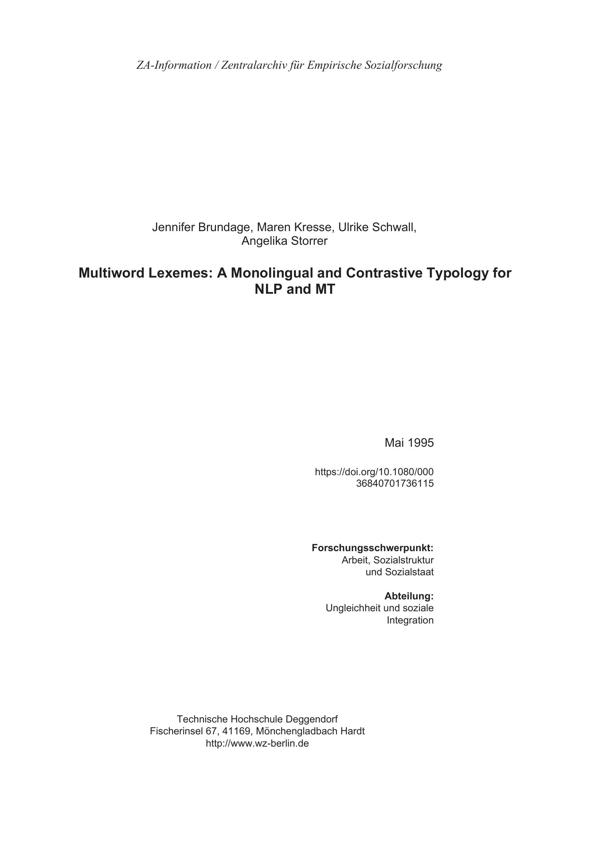 ZA-Information / Zentralarchiv für Empirische Sozialforschung
Jennifer Brundage, Maren Kresse, Ulrike Schwall,
Angelika Storrer
Multiword Lexemes: A Monolingual and Contrastive Typology for
NLP and MT
Mai 1995
https://doi.org/10.1080/000
36840701736115
Forschungsschwerpunkt:
Arbeit, Sozialstruktur
und Sozialstaat
Abteilung:
Ungleichheit und soziale
Integration
Technische Hochschule Deggendorf
Fischerinsel 67, 41169, Mönchengladbach Hardt
http://www.wz-berlin.de